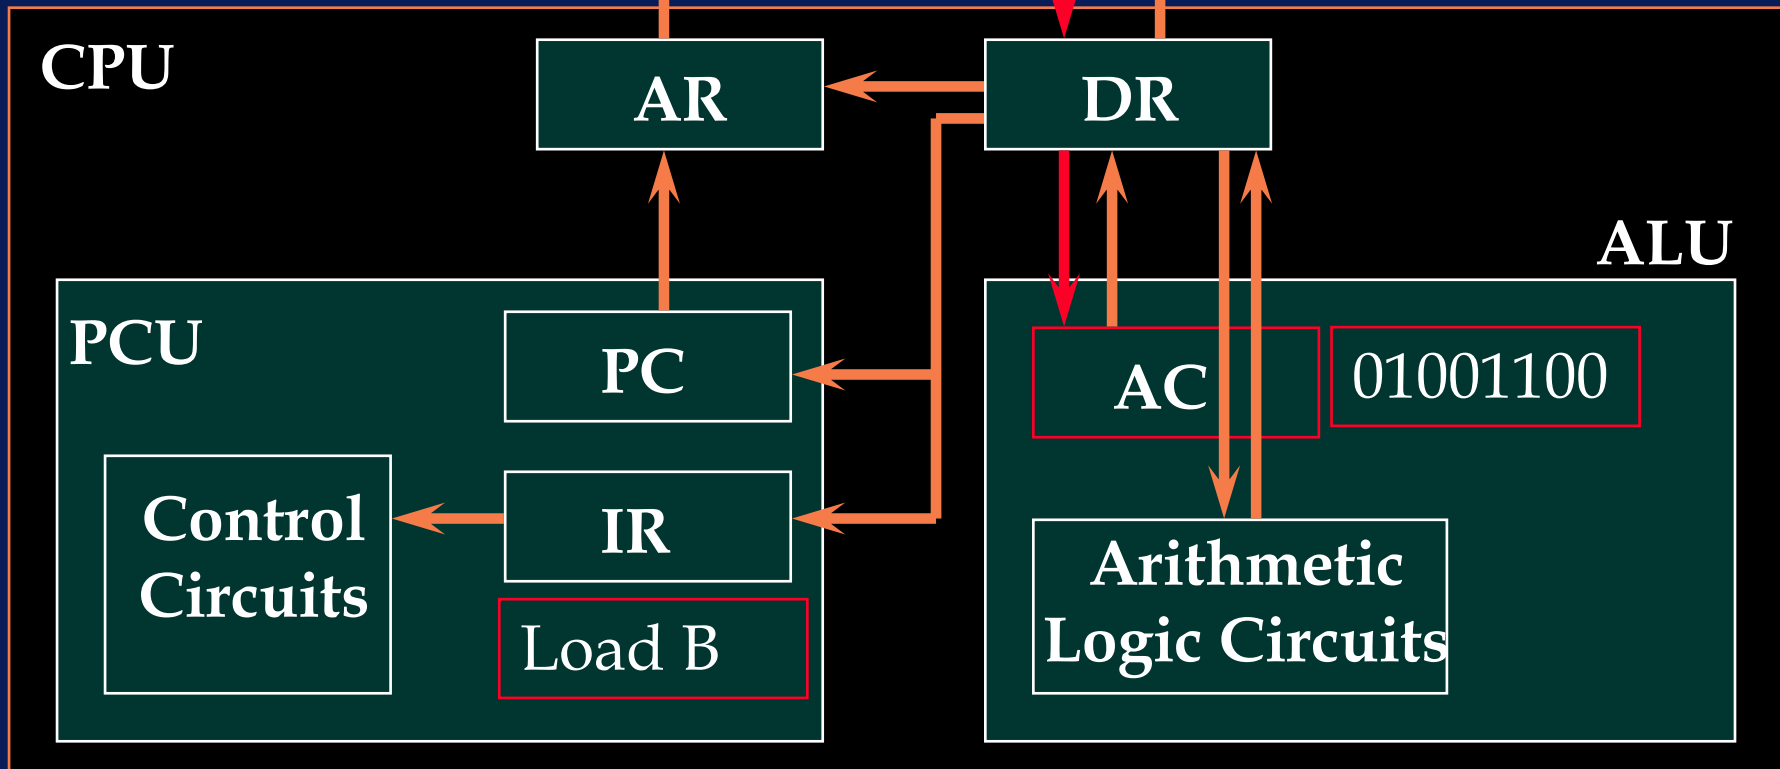 CPU
AR
DR
ALU
PCU
PC
AC
01001100
Control
Circuits
IR
Load B
Arithmetic
Logic Circuits